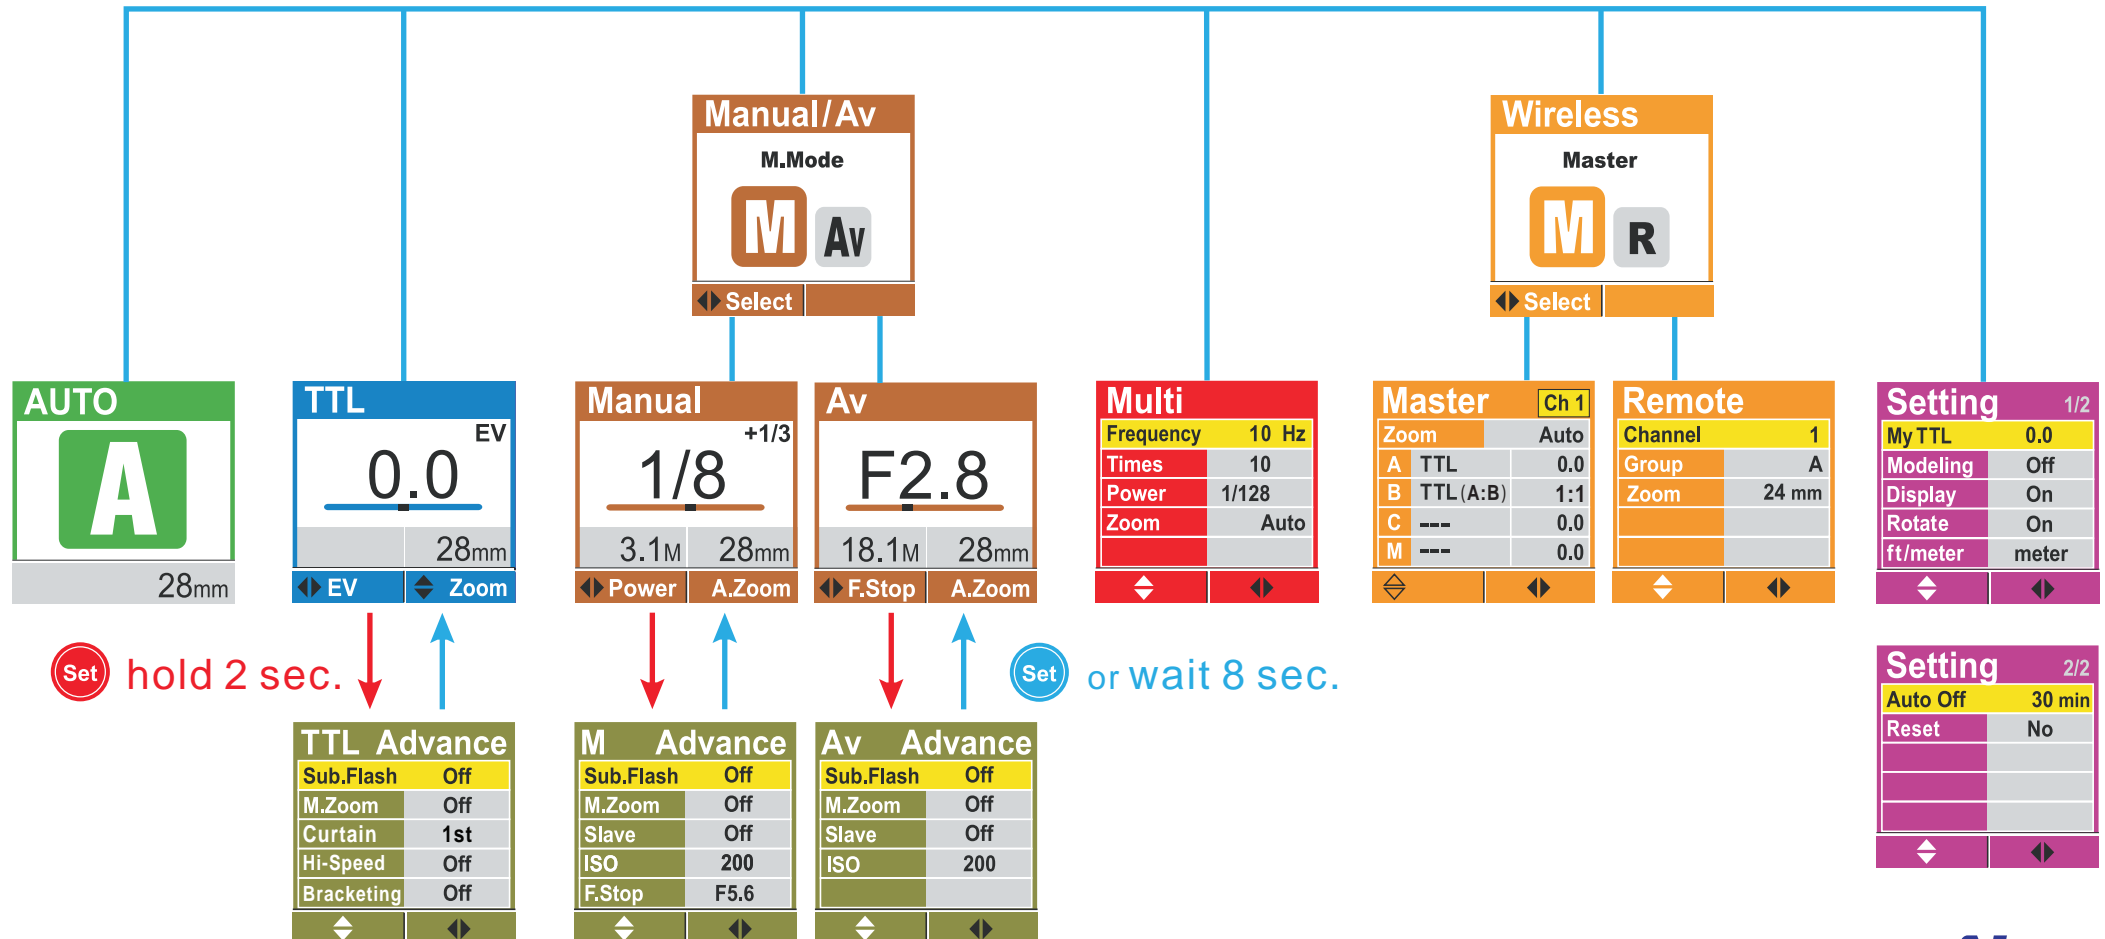 Manual/Av
M.Mode
M Av
Select
Wireless
Master
M R
Select
AUTO
A
28mm
TTL
EV
0.0
28mm
EV Zoom
Manual
+1/3
1/8
3.1M 28mm
Power A.Zoom
Av
F2.8
18.1M 28mm
F.Stop A.Zoom
Multi
Frequency 10 Hz
Times 10
Power 1/128
Zoom Auto
Master Ch 1
Zoom Auto
A TTL 0.0
B TTL(A:B) 1:1
C --- 0.0
M --- 0.0
Remote
Channel 1
Group A
Zoom 24 mm
Setting 1/2
My TTL 0.0
Modeling Off
Display On
Rotate On
ft/meter meter
Set hold 2 sec.
Set or wait 8 sec.
TTL Advance
Sub.Flash Off
M.Zoom Off
Curtain 1st
Hi-Speed Off
Bracketing Off
M Advance
Sub.Flash Off
M.Zoom Off
Slave Off
ISO 200
F.Stop F5.6
Av Advance
Sub.Flash Off
M.Zoom Off
Slave Off
ISO 200
Setting 2/2
Auto Off 30 min
Reset No